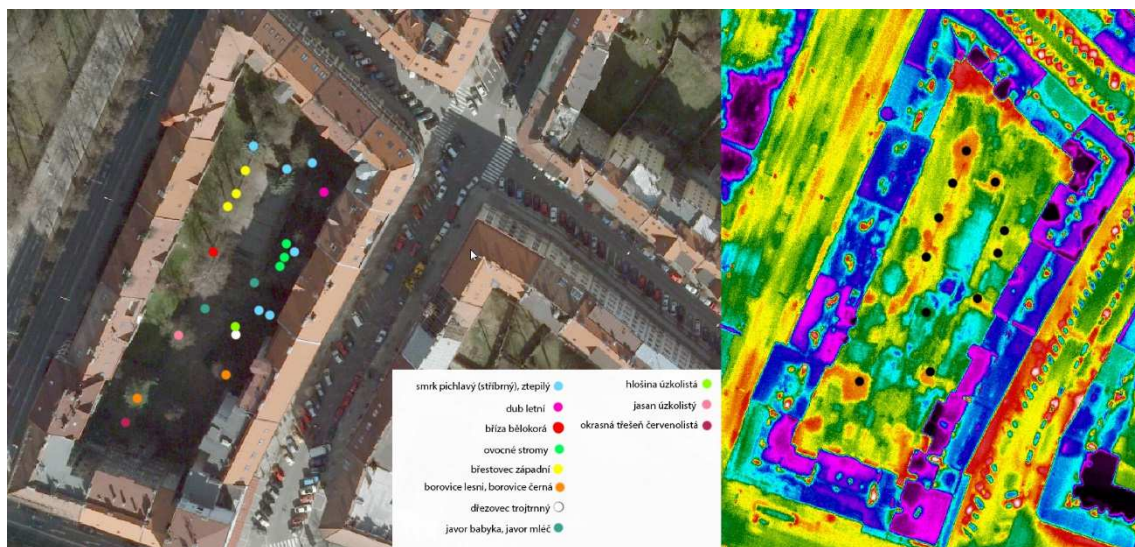 smrk pichlavý (stříbrný), ztepilý
dub letní
bříza bělokorá
ovocné stromy
břestovec západní
borovice lesní, borovice černá
dřezovec trojtrnný
javor babyka, javor mléč
hlošina úzkolistá
jasan úzkolistý
okrasná třešeň červenolistá